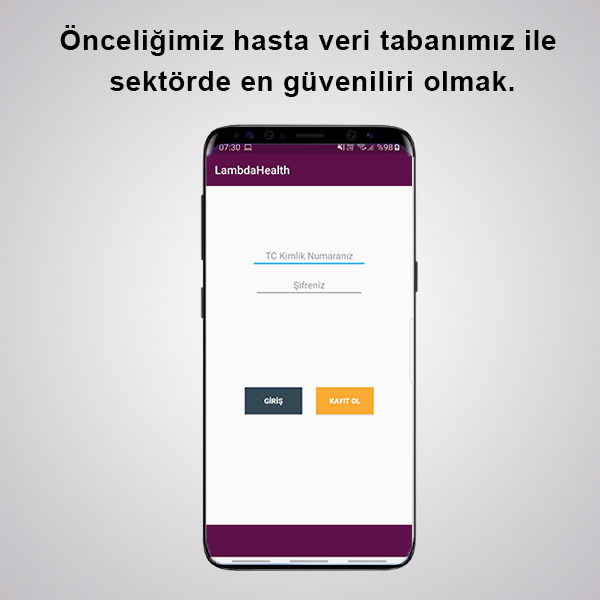 Önceliğimiz hasta veri tabanımız ile
sektörde en güveniliri olmak.
07:30 %98
LambdaHealth
TC Kimlik Numaranız
Şifreniz
GİRİŞ KAYIT OL